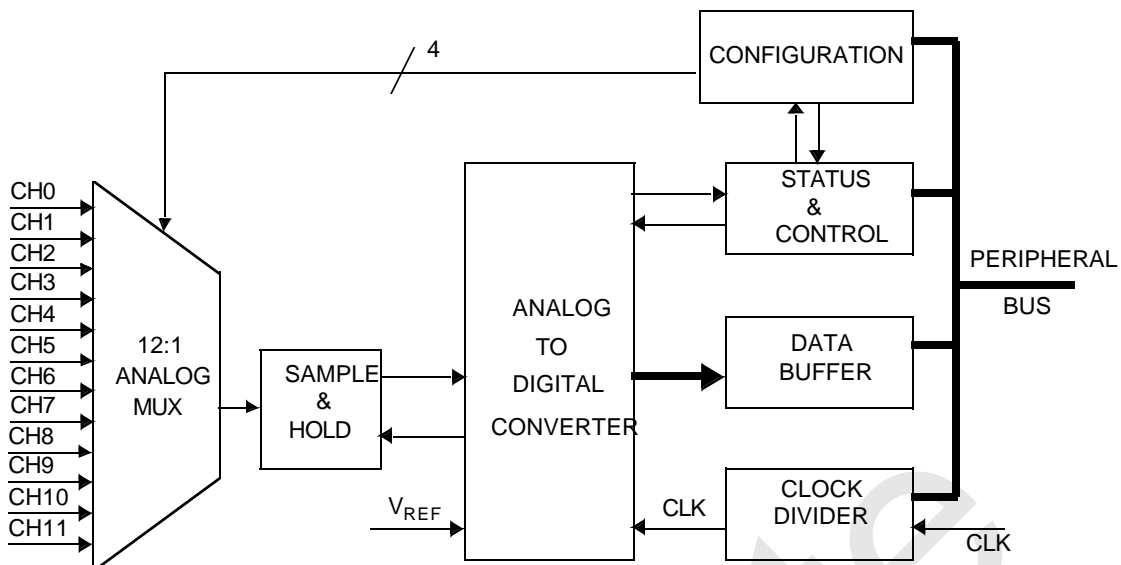 4
CONFIGURATION
CH0
CH1
CH2
CH3
CH4
CH5
CH6
CH7
CH8
CH9
CH10
CH11
12:1
ANALOG
MUX
SAMPLE
&
HOLD
ANALOG
TO
DIGITAL
CONVERTER
VREF
STATUS
&
CONTROL
DATA
BUFFER
CLOCK
DIVIDER
CLK
CLK
PERIPHERAL
BUS